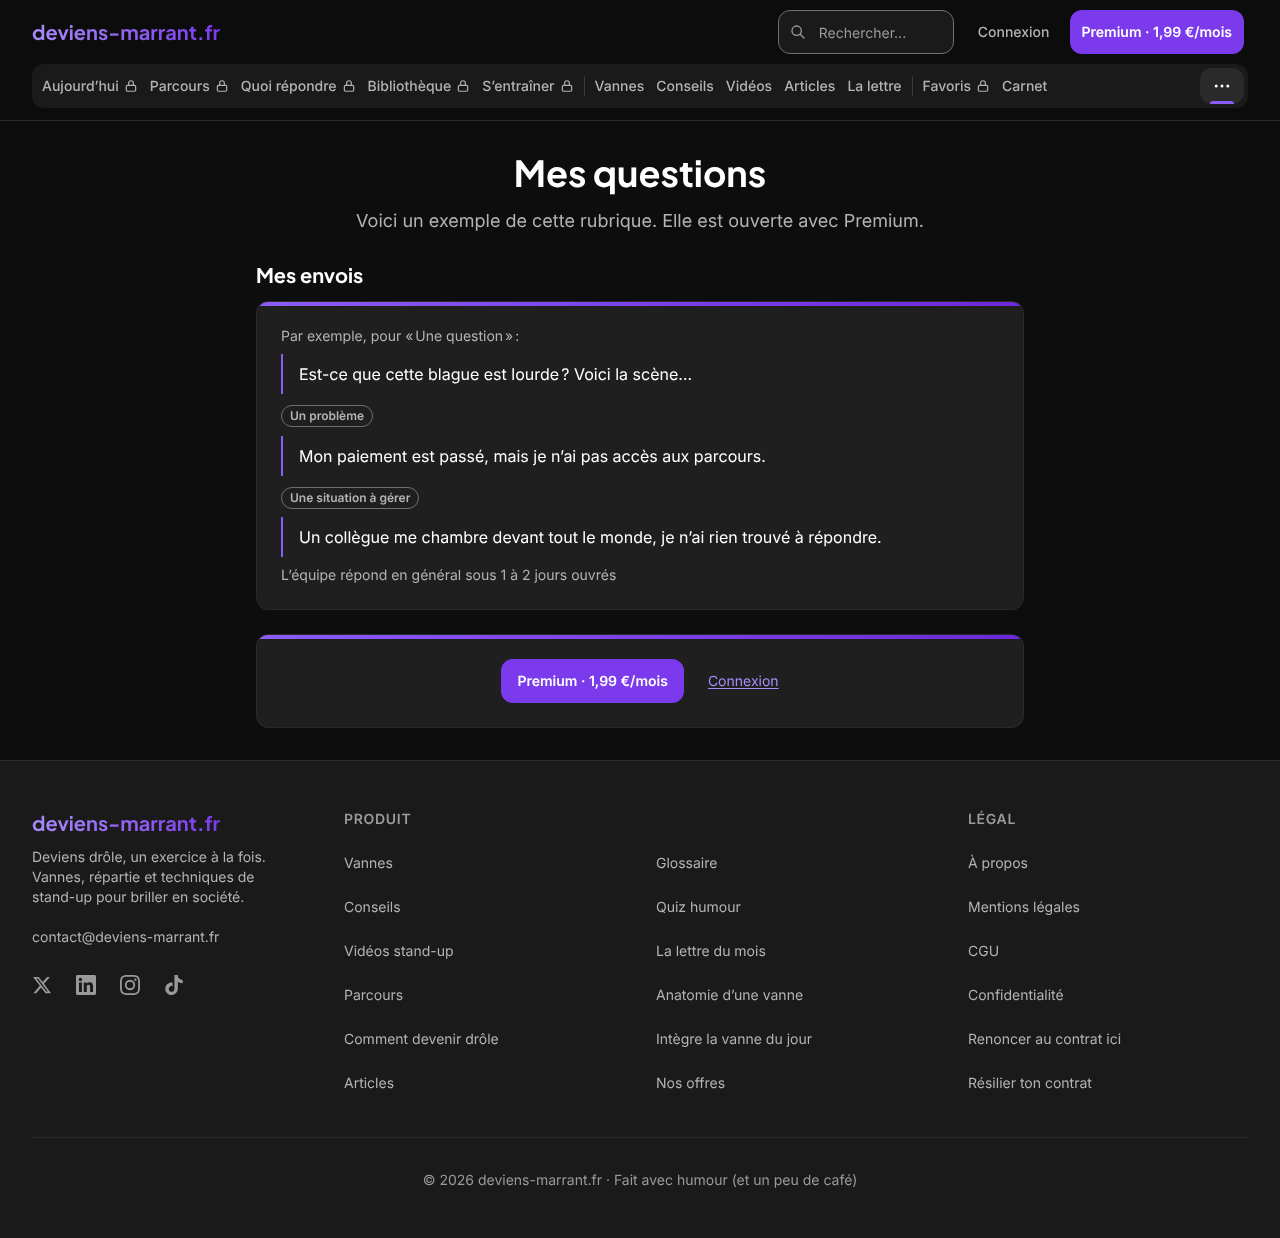 deviens-marrant.fr
Rechercher...
Connexion
Premium · 1,99 €/mois
Aujourd’hui
Parcours
Quoi répondre
Bibliothèque
S’entraîner
Vannes
Conseils
Vidéos
Articles
La lettre
Favoris
Carnet
Mes questions
Voici un exemple de cette rubrique. Elle est ouverte avec Premium.
Mes envois
Par exemple, pour « Une question » :
Est-ce que cette blague est lourde ? Voici la scène…
Un problème
Mon paiement est passé, mais je n’ai pas accès aux parcours.
Une situation à gérer
Un collègue me chambre devant tout le monde, je n’ai rien trouvé à répondre.
L’équipe répond en général sous 1 à 2 jours ouvrés
Premium · 1,99 €/mois
Connexion
deviens-marrant.fr
Deviens drôle, un exercice à la fois.
Vannes, répartie et techniques de
stand-up pour briller en société.
contact@deviens-marrant.fr
PRODUIT
Vannes
Conseils
Vidéos stand-up
Parcours
Comment devenir drôle
Articles
Glossaire
Quiz humour
La lettre du mois
Anatomie d’une vanne
Intègre la vanne du jour
Nos offres
LÉGAL
À propos
Mentions légales
CGU
Confidentialité
Renoncer au contrat ici
Résilier ton contrat
© 2026 deviens-marrant.fr · Fait avec humour (et un peu de café)